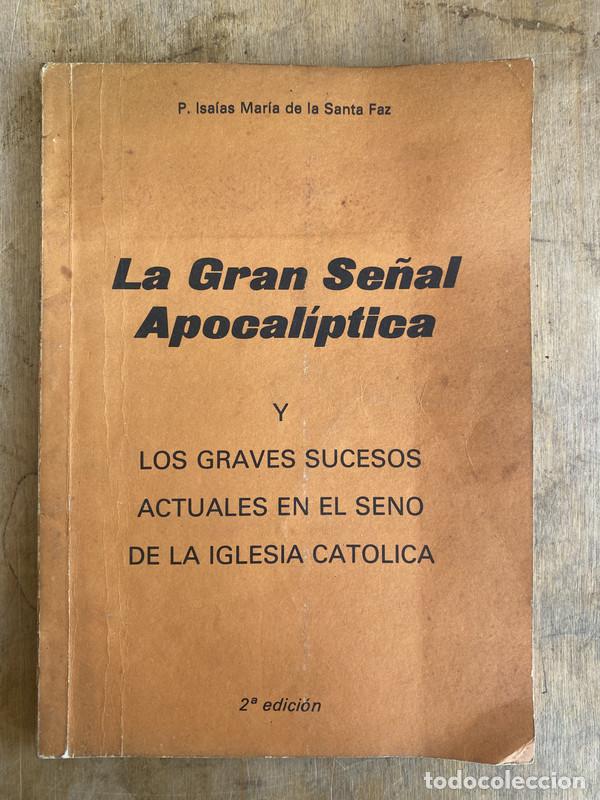 P. Isaías María de la Santa Faz
La Gran Señal
Apocalíptica
Y
LOS GRAVES SUCESOS
ACTUALES EN EL SENO
DE LA IGLESIA CATOLICA
2ª edición
todocoleccion